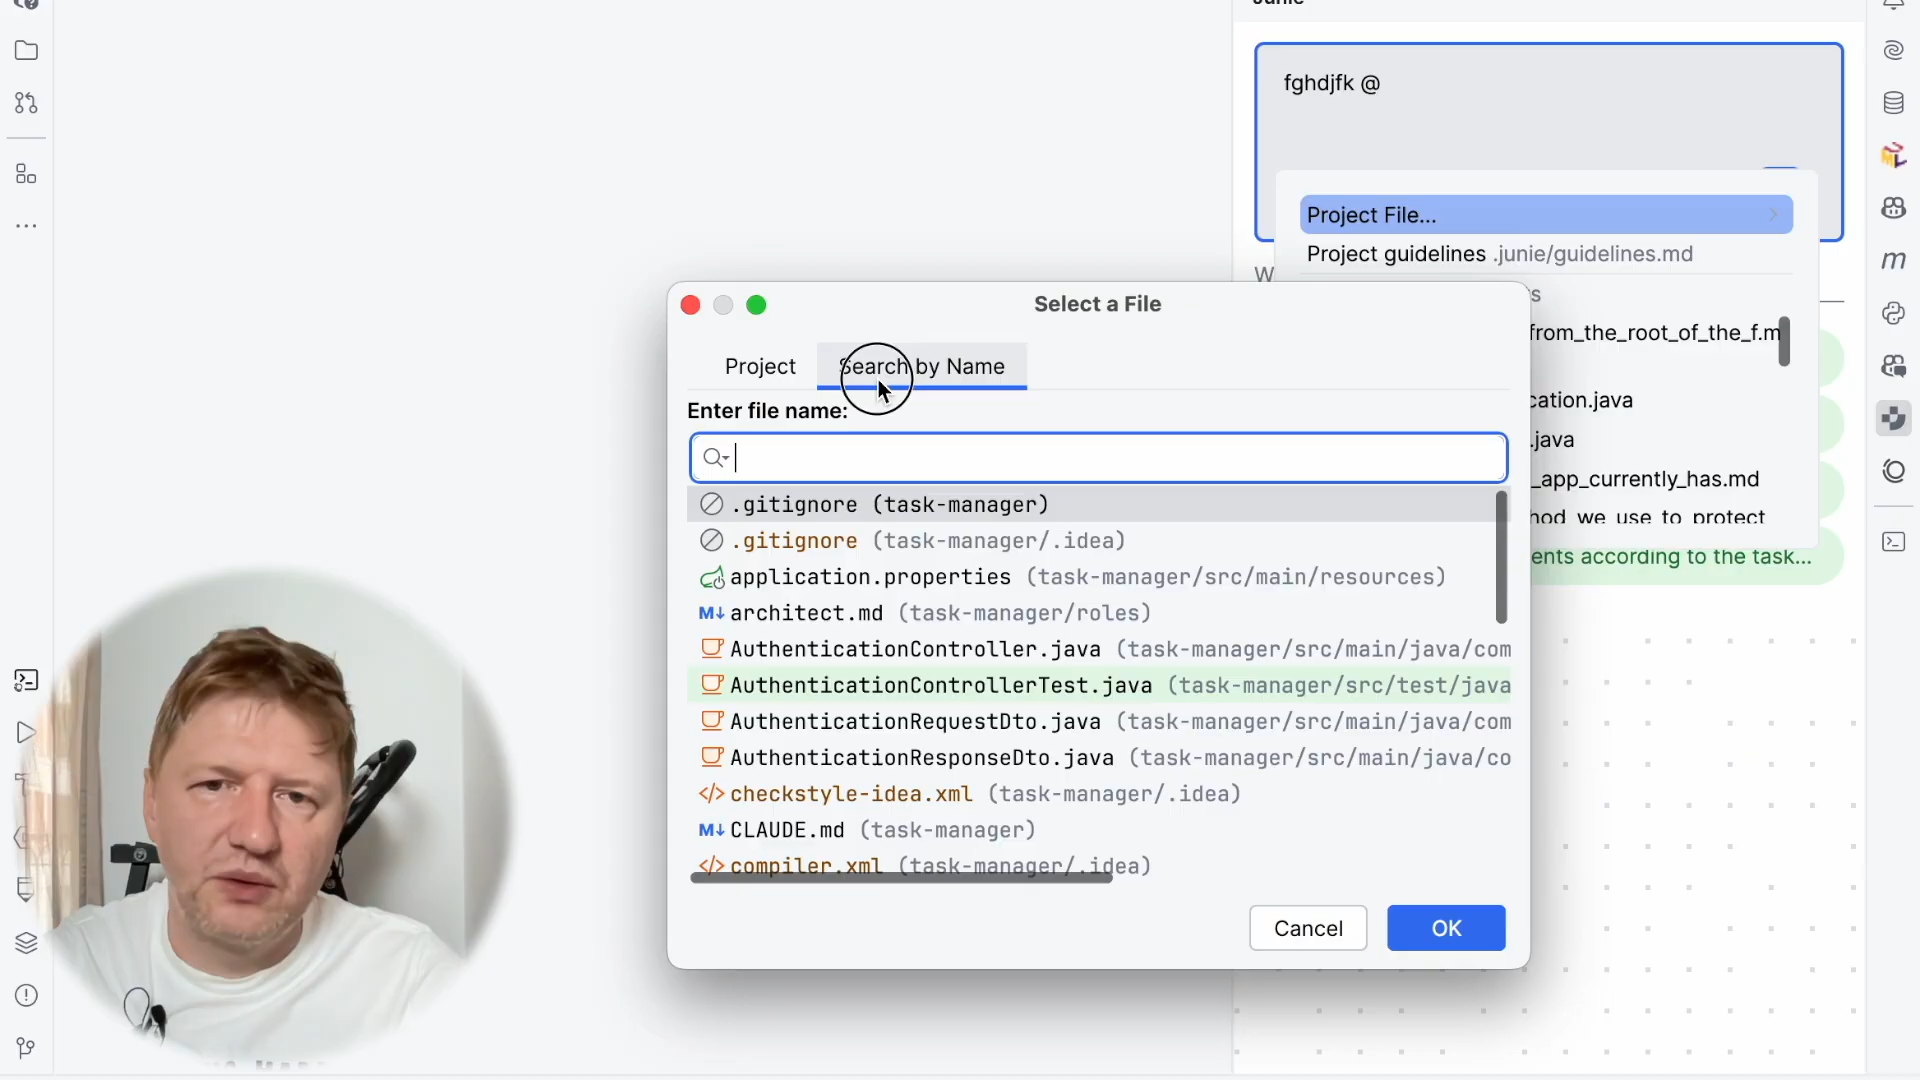 Junie
fghdjfk @
Project File...
Project guidelines .junie/guidelines.md
W
s
from_the_root_of_the_f.m
cation.java
.java
_app_currently_has.md
hod we use to protect
ents according to the task...
Select a File
Project
Search by Name
Enter file name:
.gitignore (task-manager)
.gitignore (task-manager/.idea)
application.properties (task-manager/src/main/resources)
M↓ architect.md (task-manager/roles)
AuthenticationController.java (task-manager/src/main/java/com
AuthenticationControllerTest.java (task-manager/src/test/java
AuthenticationRequestDto.java (task-manager/src/main/java/com
AuthenticationResponseDto.java (task-manager/src/main/java/co
</> checkstyle-idea.xml (task-manager/.idea)
M↓ CLAUDE.md (task-manager)
</> compiler.xml (task-manager/.idea)
Cancel
OK